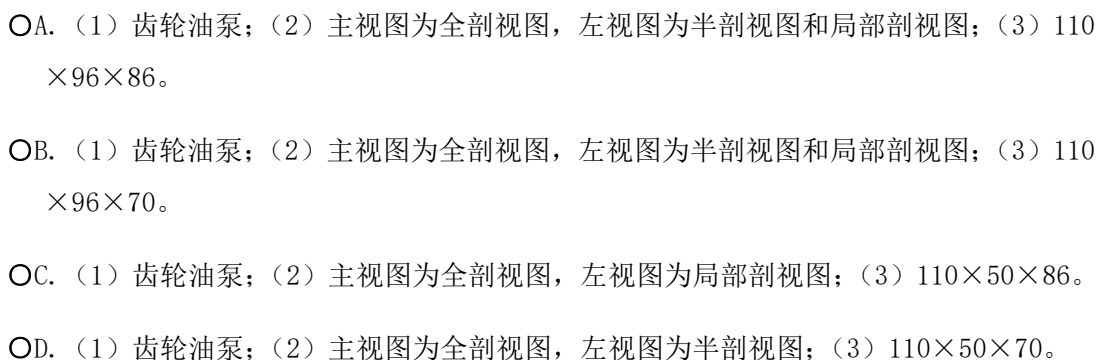 OA.（1）齿轮油泵；（2）主视图为全剖视图，左视图为半剖视图和局部剖视图；（3）110
×96×86。
OB.（1）齿轮油泵；（2）主视图为全剖视图，左视图为半剖视图和局部剖视图；（3）110
×96×70。
OC.（1）齿轮油泵；（2）主视图为全剖视图，左视图为局部剖视图；（3）110×50×86。
OD.（1）齿轮油泵；（2）主视图为全剖视图，左视图为半剖视图；（3）110×50×70。